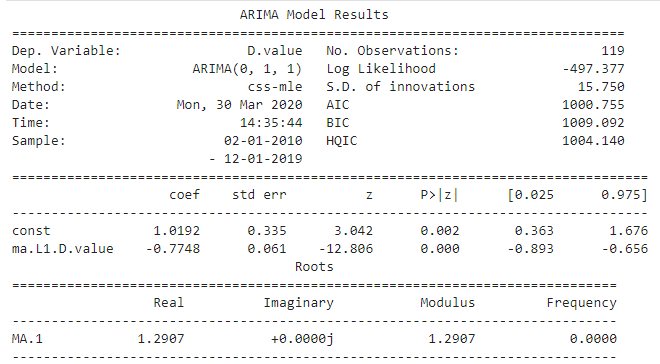 ARIMA Model Results
==============================================================================
Dep. Variable:                D.value   No. Observations:                  119
Model:                 ARIMA(0, 1, 1)   Log Likelihood                -497.377
Method:                       css-mle   S.D. of innovations             15.750
Date:                Mon, 30 Mar 2020   AIC                           1000.755
Time:                        14:35:44   BIC                           1009.092
Sample:                    02-01-2010   HQIC                          1004.140
                         - 12-01-2019
=================================================================================
                    coef    std err          z      P>|z|      [0.025      0.975]
---------------------------------------------------------------------------------
const             1.0192      0.335      3.042      0.002       0.363       1.676
ma.L1.D.value    -0.7748      0.061    -12.806      0.000      -0.893      -0.656
                                    Roots
=============================================================================
                  Real          Imaginary           Modulus         Frequency
-----------------------------------------------------------------------------
MA.1            1.2907           +0.0000j            1.2907            0.0000
-----------------------------------------------------------------------------